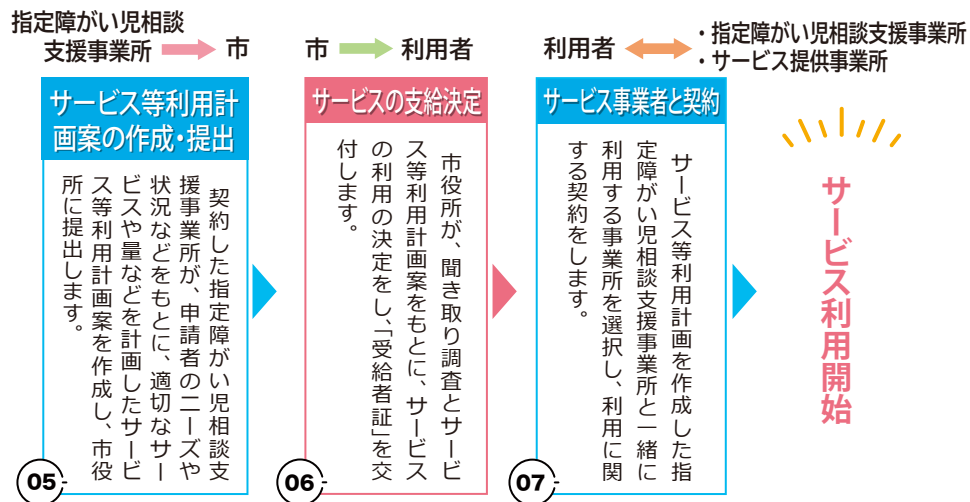 指定障がい児相談
支援事業所
市
サービス等利用計
画案の作成・提出
契約した指定障がい児相談支
援事業所が、申請者のニーズや
状況などをもとに、適切なサー
ビスや量などを計画したサービ
ス等利用計画案を作成し、市役
所に提出します。
05
市
利用者
サービスの支給決定
市役所が、聞き取り調査とサービ
ス等利用計画案をもとに、サービス
の利用の決定をし、「受給者証」を交
付します。
06
利用者
・指定障がい児相談支援事業所
・サービス提供事業所
サービス事業者と契約
サービス等利用計画を作成した指
定障がい児相談支援事業所と一緒に
利用する事業所を選択し、利用に関
する契約をします。
07
サービス利用開始